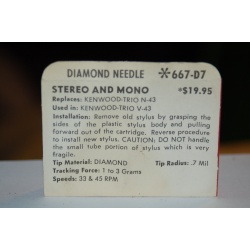 DIAMOND NEEDLE *667-D7
STEREO AND MONO *$19.95
Replaces: KENWOOD-TRIO N-43
Used in: KENWOOD-TRIO V-43
Installation: Remove old stylus by grasping the
sides of the plastic stylus body and pulling
forward out of the cartridge. Reverse procedure
to install new stylus. CAUTION: DO NOT handle
the small tube portion of stylus which is very
fragile.
Tip Material: DIAMOND Tip Radius: .7 Mil
Tracking Force: 1 to 3 Grams
Speeds: 33 & 45 RPM